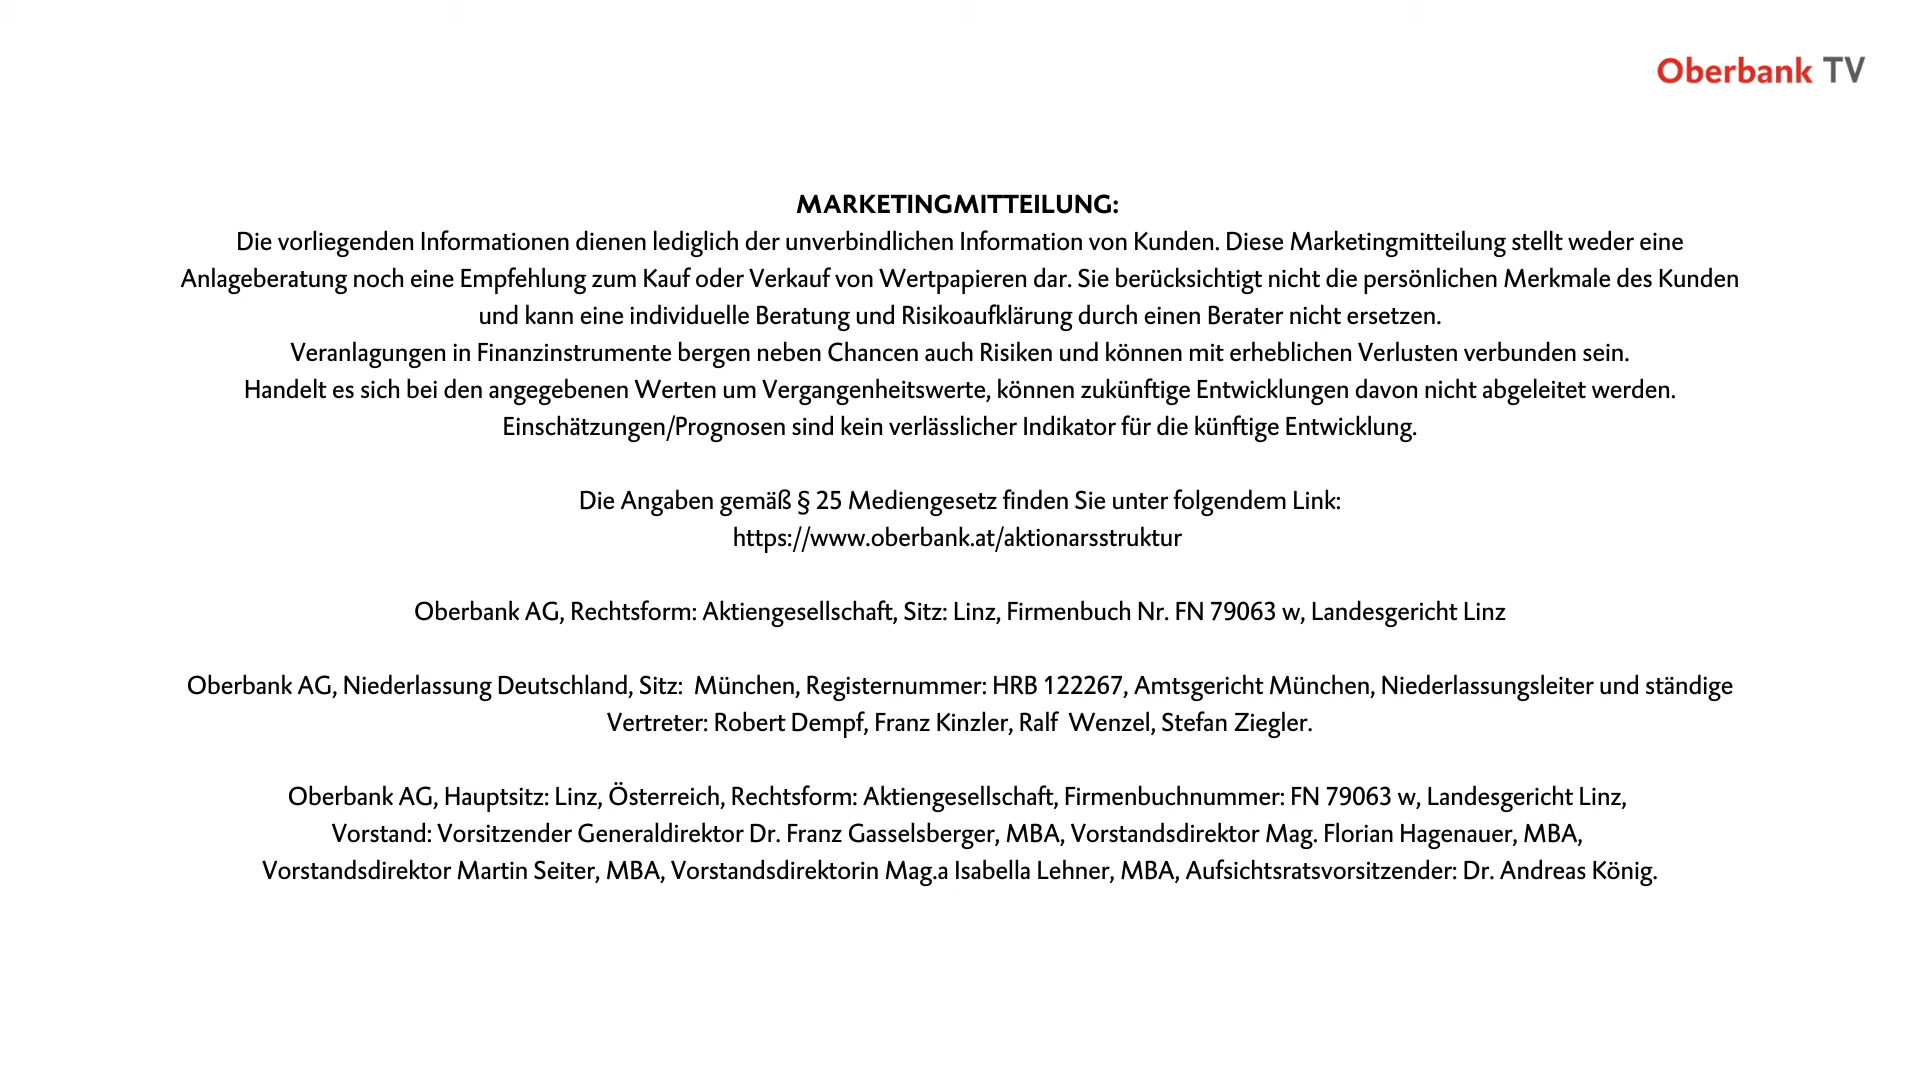 Oberbank TV
MARKETINGMITTEILUNG:
Die vorliegenden Informationen dienen lediglich der unverbindlichen Information von Kunden. Diese Marketingmitteilung stellt weder eine
Anlageberatung noch eine Empfehlung zum Kauf oder Verkauf von Wertpapieren dar. Sie berücksichtigt nicht die persönlichen Merkmale des Kunden
und kann eine individuelle Beratung und Risikoaufklärung durch einen Berater nicht ersetzen.
Veranlagungen in Finanzinstrumente bergen neben Chancen auch Risiken und können mit erheblichen Verlusten verbunden sein.
Handelt es sich bei den angegebenen Werten um Vergangenheitswerte, können zukünftige Entwicklungen davon nicht abgeleitet werden.
Einschätzungen/Prognosen sind kein verlässlicher Indikator für die künftige Entwicklung.
Die Angaben gemäß § 25 Mediengesetz finden Sie unter folgendem Link:
https://www.oberbank.at/aktionarsstruktur
Oberbank AG, Rechtsform: Aktiengesellschaft, Sitz: Linz, Firmenbuch Nr. FN 79063 w, Landesgericht Linz
Oberbank AG, Niederlassung Deutschland, Sitz:  München, Registernummer: HRB 122267, Amtsgericht München, Niederlassungsleiter und ständige
Vertreter: Robert Dempf, Franz Kinzler, Ralf  Wenzel, Stefan Ziegler.
Oberbank AG, Hauptsitz: Linz, Österreich, Rechtsform: Aktiengesellschaft, Firmenbuchnummer: FN 79063 w, Landesgericht Linz,
Vorstand: Vorsitzender Generaldirektor Dr. Franz Gasselsberger, MBA, Vorstandsdirektor Mag. Florian Hagenauer, MBA,
Vorstandsdirektor Martin Seiter, MBA, Vorstandsdirektorin Mag.a Isabella Lehner, MBA, Aufsichtsratsvorsitzender: Dr. Andreas König.